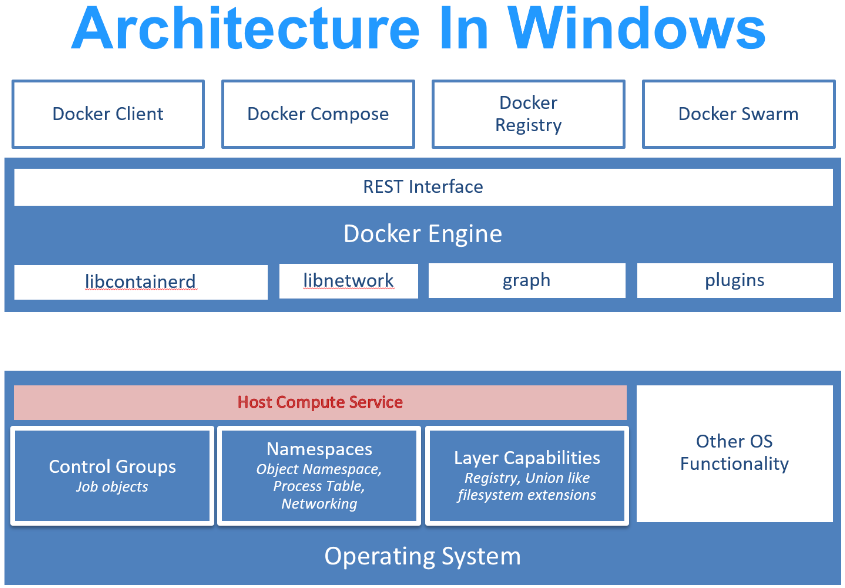 Architecture In Windows
Docker Client
Docker Compose
Docker
Registry
Docker Swarm
REST Interface
Docker Engine
libcontainerd
libnetwork
graph
plugins
Host Compute Service
Control Groups
Job objects
Namespaces
Object Namespace,
Process Table,
Networking
Layer Capabilities
Registry, Union like
filesystem extensions
Other OS
Functionality
Operating System